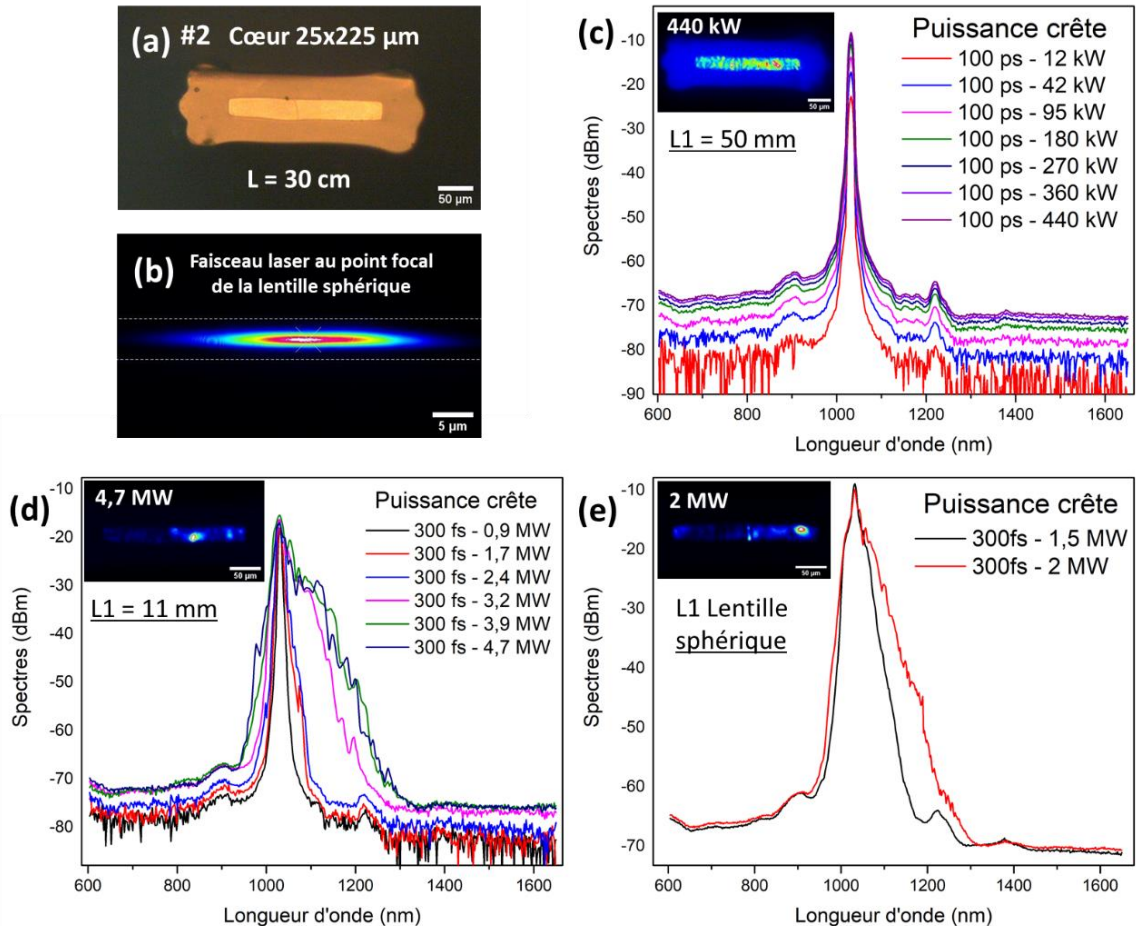 (a) #2 Cœur 25x225 µm
L = 30 cm
50 µm
(b) Faisceau laser au point focal
de la lentille sphérique
5 µm
(c)
440 kW
50 µm
L1 = 50 mm
Puissance crête
100 ps - 12 kW
100 ps - 42 kW
100 ps - 95 kW
100 ps - 180 kW
100 ps - 270 kW
100 ps - 360 kW
100 ps - 440 kW
Spectres (dBm)
-10
-20
-30
-40
-50
-60
-70
-80
-90
600 800 1000 1200 1400 1600
Longueur d'onde (nm)
(d)
4,7 MW
50 µm
L1 = 11 mm
Puissance crête
300 fs - 0,9 MW
300 fs - 1,7 MW
300 fs - 2,4 MW
300 fs - 3,2 MW
300 fs - 3,9 MW
300 fs - 4,7 MW
Spectres (dBm)
-10
-20
-30
-40
-50
-60
-70
-80
600 800 1000 1200 1400 1600
Longueur d'onde (nm)
(e)
2 MW
50 µm
L1 Lentille
sphérique
Puissance crête
300fs - 1,5 MW
300fs - 2 MW
Spectres (dBm)
-10
-20
-30
-40
-50
-60
-70
600 800 1000 1200 1400 1600
Longueur d'onde (nm)